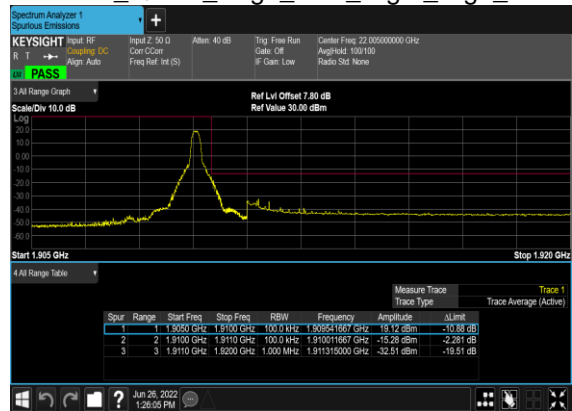 Spectrum Analyzer 1
Spurious Emissions
+
KEYSIGHT Input: RF Input Z: 50 Ω Atten: 40 dB Trig: Free Run Center Freq: 22.005000000 GHz
R T Coupling: DC Corr CCorr Gate: Off Avg|Hold: 100/100
Align: Auto Freq Ref: Int (S) IF Gain: Low Radio Std: None
PASS
3 All Range Graph Ref Lvl Offset 7.80 dB
Scale/Div 10.0 dB Ref Value 30.00 dBm
Log
20.0
10.0
0.00
-10.0
-20.0
-30.0
-40.0
-50.0
-60.0
Start 1.905 GHz Stop 1.920 GHz
4 All Range Table
Measure Trace Trace 1
Trace Type Trace Average (Active)
Spur Range Start Freq Stop Freq RBW Frequency Amplitude ΔLimit
1 1 1.9050 GHz 1.9100 GHz 100.0 kHz 1.909541667 GHz 19.12 dBm -10.88 dB
2 2 1.9100 GHz 1.9110 GHz 100.0 kHz 1.910011667 GHz -15.28 dBm -2.281 dB
3 3 1.9110 GHz 1.9200 GHz 1.000 MHz 1.911315000 GHz -32.51 dBm -19.51 dB
? Jun 26, 2022
1:26:05 PM